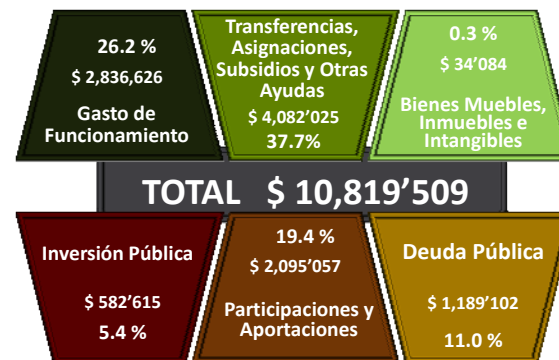 26.2 %
$ 2,836,626
Gasto de
Funcionamiento
Transferencias,
Asignaciones,
Subsidios y Otras
Ayudas
$ 4,082’025
37.7%
0.3 %
$ 34’084
Bienes Muebles,
Inmuebles e
Intangibles
TOTAL $ 10,819’509
Inversión Pública
$ 582’615
5.4 %
19.4 %
$ 2,095’057
Participaciones y
Aportaciones
Deuda Pública
$ 1,189’102
11.0 %